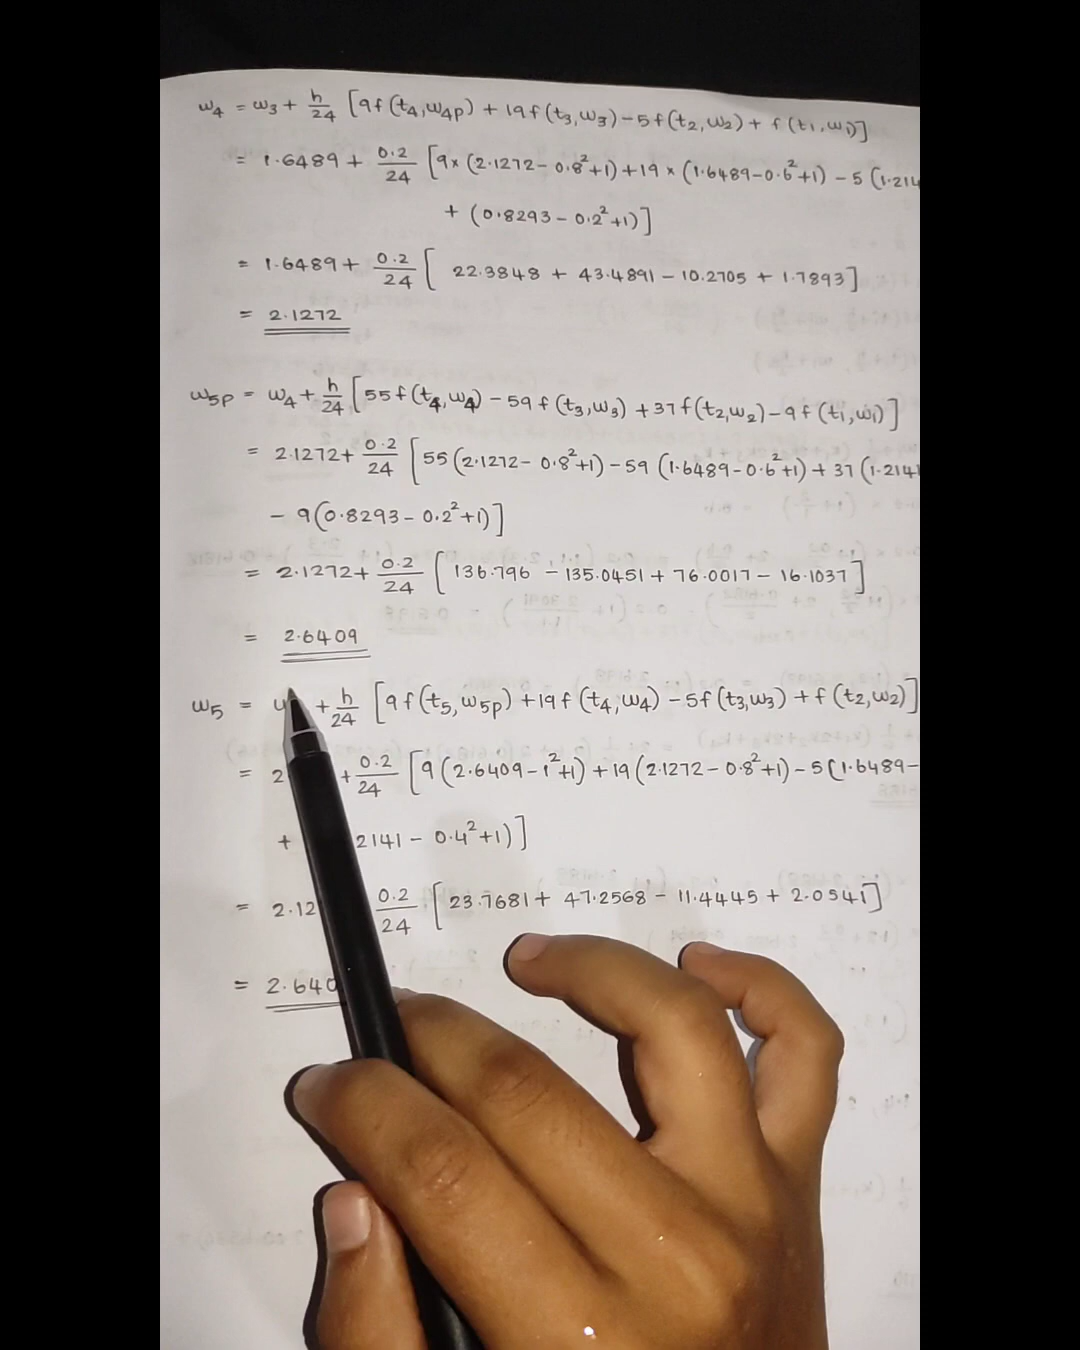 w₄ = w₃ + h/24 [9f(t₄,w₄p) + 19f(t₃,w₃) - 5f(t₂,w₂) + f(t₁,w₁)]
= 1.6489 + 0.2/24 [9×(2.1272 - 0.8²+1) + 19×(1.6489-0.6²+1) - 5(1.214
+ (0.8293 - 0.2²+1)]
= 1.6489 + 0.2/24 [22.3848 + 43.4891 - 10.2705 + 1.7893]
= 2.1272
w₅p = w₄ + h/24 [55f(t₄,w₄) - 59f(t₃,w₃) + 37f(t₂,w₂) - 9f(t₁,w₁)]
= 2.1272 + 0.2/24 [55(2.1272 - 0.8²+1) - 59(1.6489-0.6²+1) + 37(1.214
- 9(0.8293 - 0.2²+1)]
= 2.1272 + 0.2/24 [136.796 - 135.0451 + 76.0017 - 16.1037]
= 2.6409
w₅ = + h/24 [9f(t₅,w₅p) + 19f(t₄,w₄) - 5f(t₃,w₃) + f(t₂,w₂)]
= 2 + 0.2/24 [9(2.6409 - 1²+1) + 19(2.1272 - 0.8²+1) - 5(1.6489-
+ 2141 - 0.4²+1)]
= 2.12 0.2/24 [23.7681 + 47.2568 - 11.4445 + 2.0541]
= 2.640